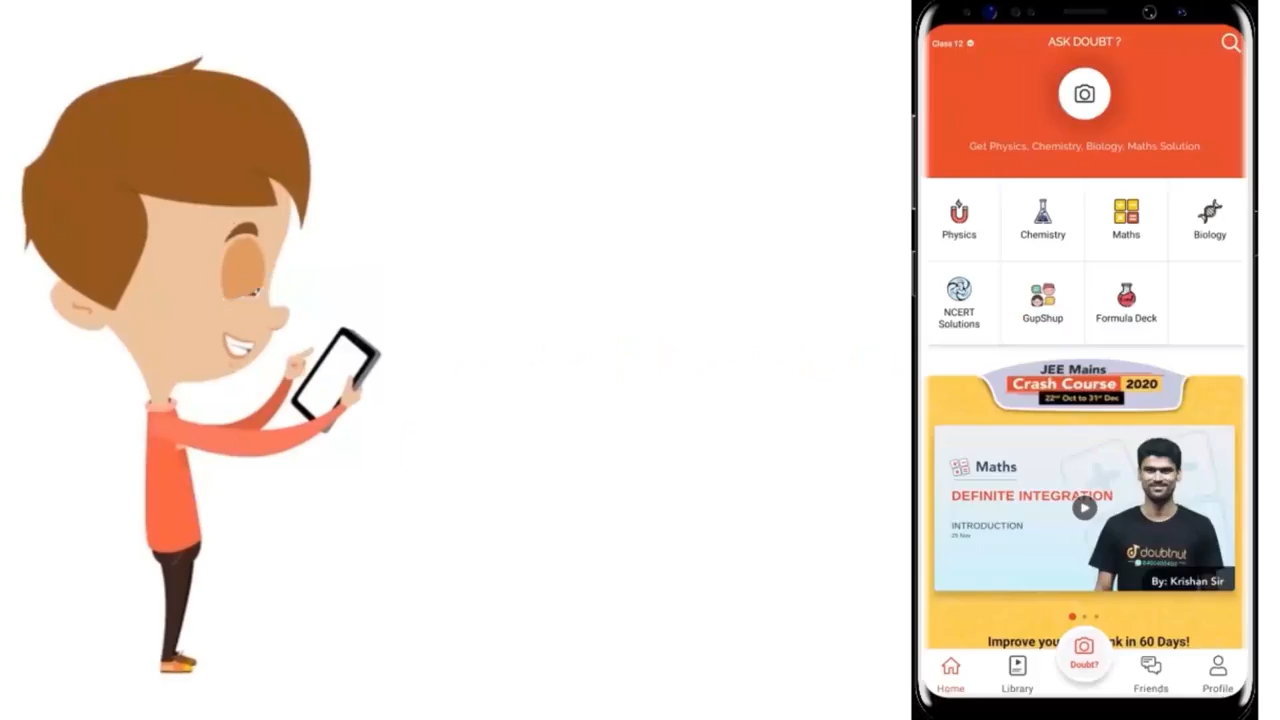 Class 12
ASK DOUBT ?
Get Physics, Chemistry, Biology, Maths Solution
Physics
Chemistry
Maths
Biology
NCERT
Solutions
GupShup
Formula Deck
JEE Mains
Crash Course 2020
22nd Oct to 31st Dec
Maths
DEFINITE INTEGRATION
INTRODUCTION
doubtnut
By: Krishan Sir
Improve you nk in 60 Days!
Doubt?
Home
Library
Friends
Profile